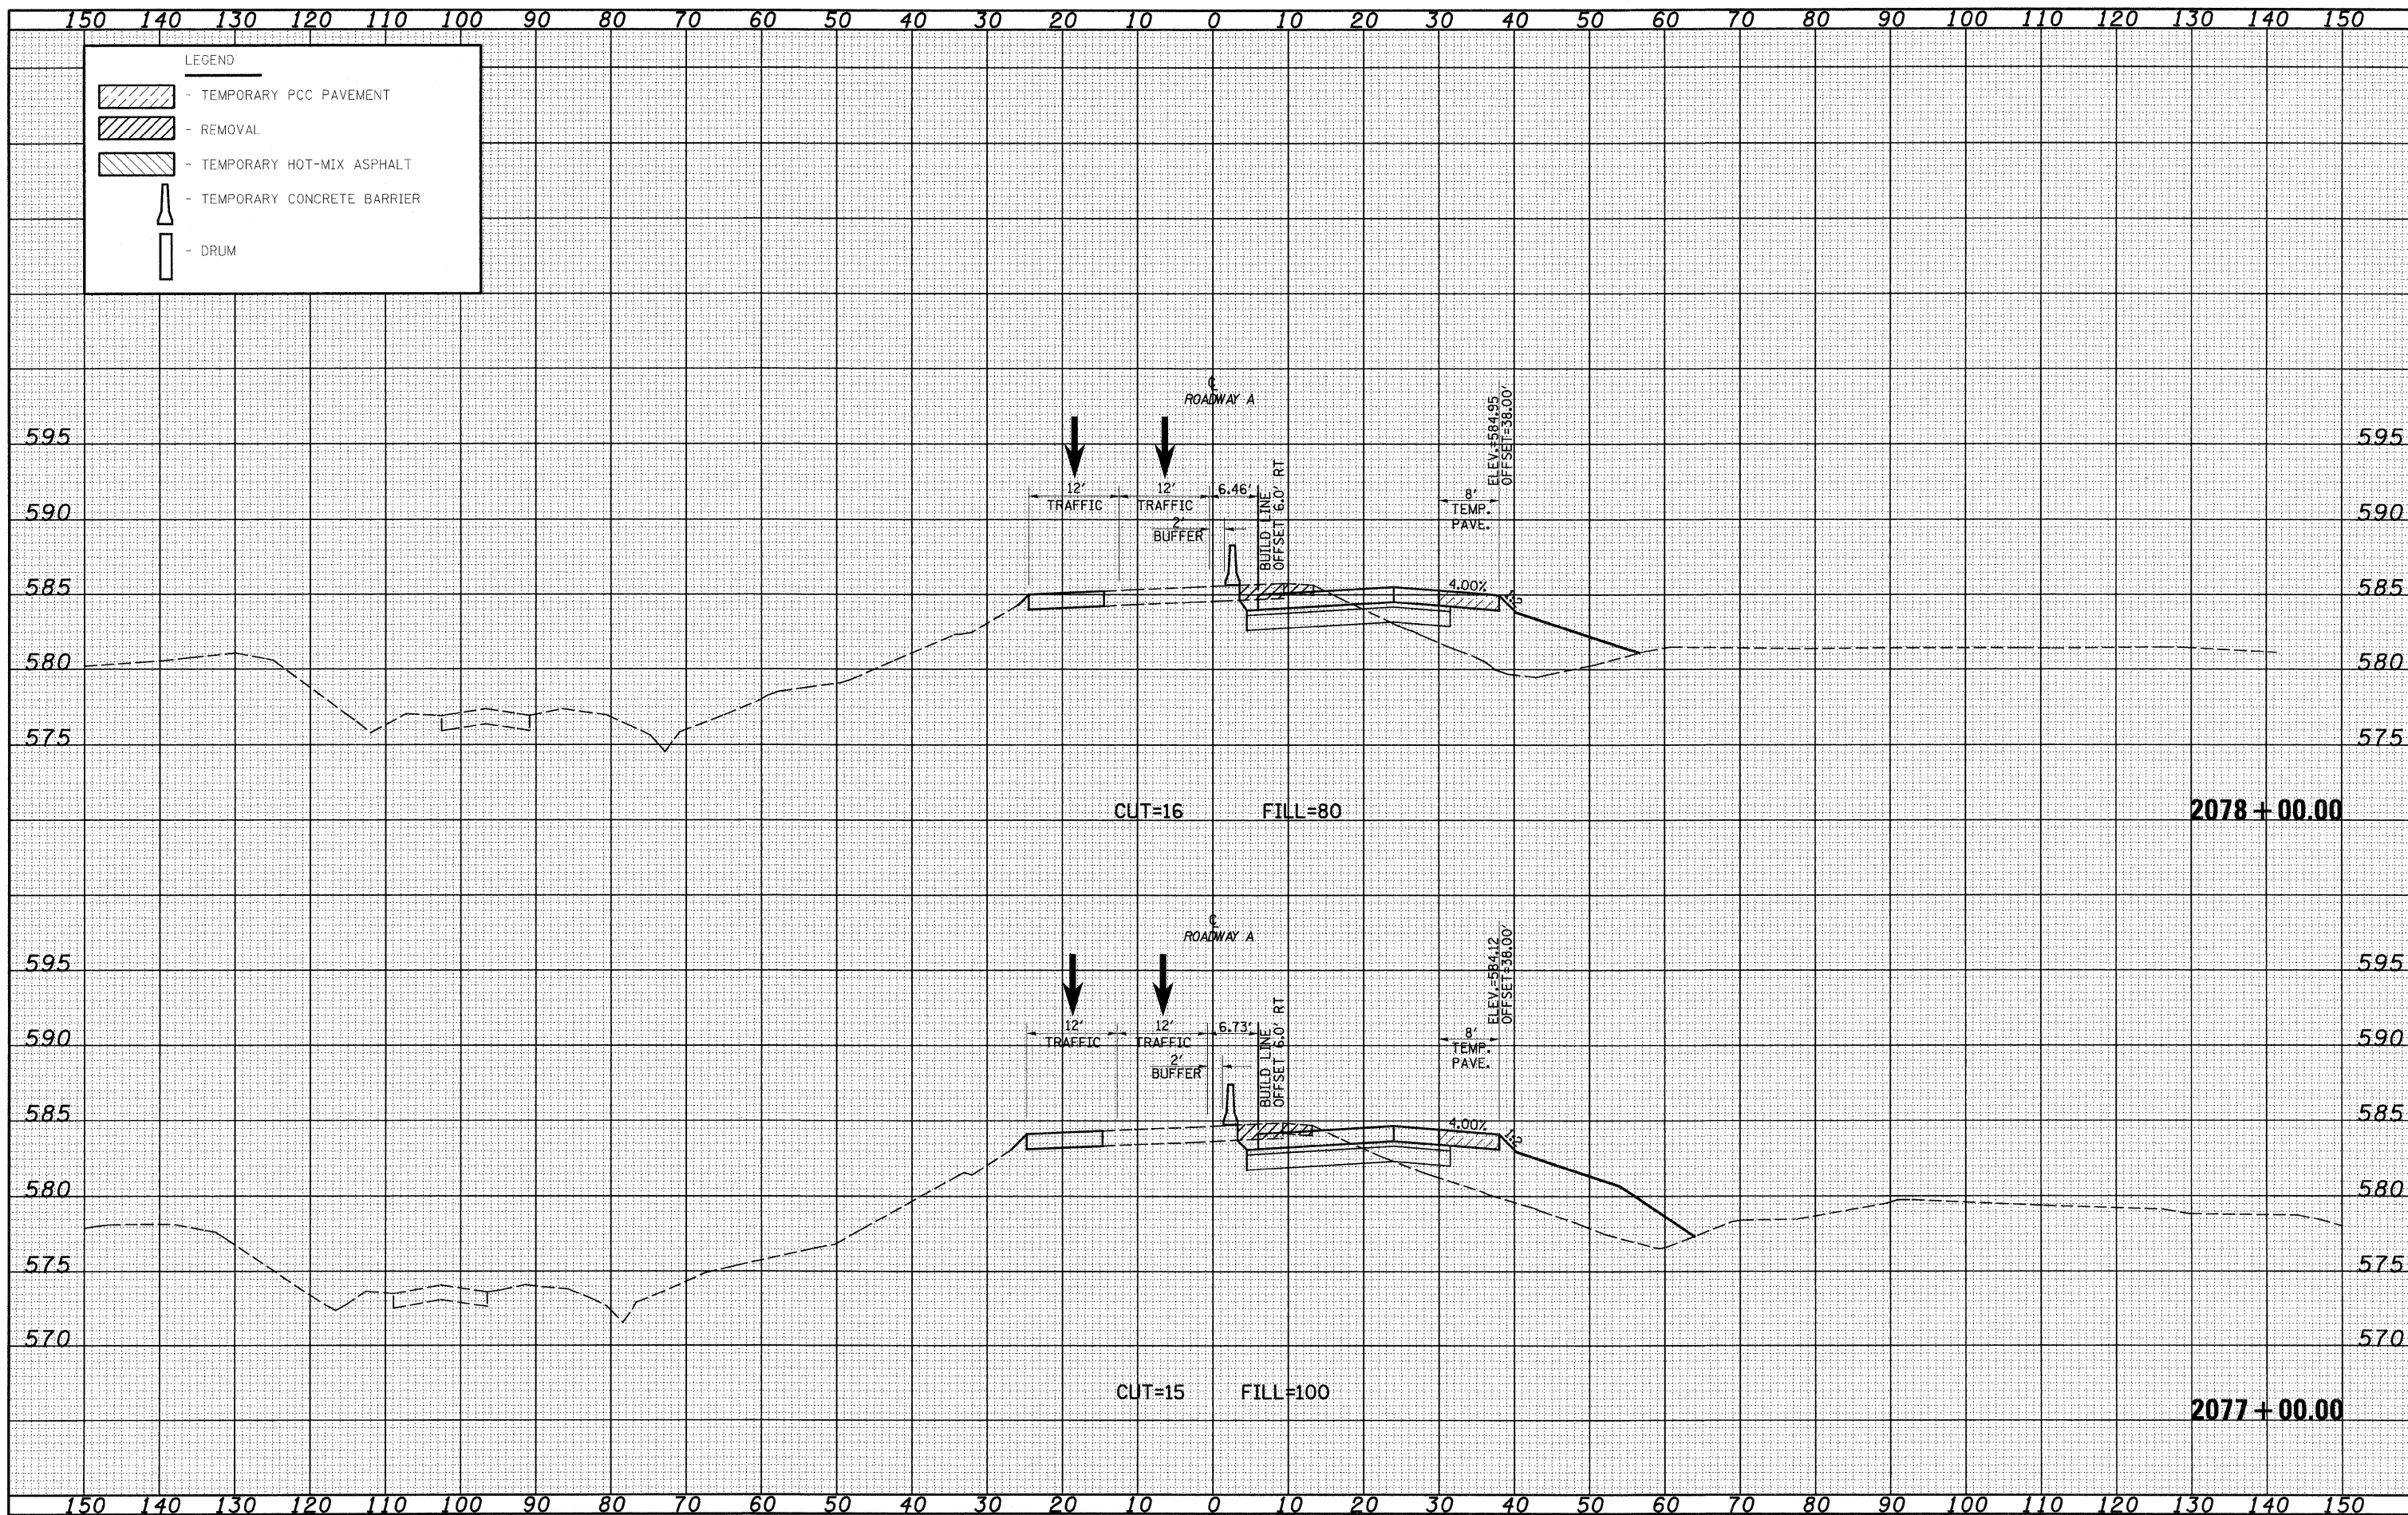 150 140 130 120 110 100 90 80 70 60 50 40 30 20 10 0 10 20 30 40 50 60 70 80 90 100 110 120 130 140 150
LEGEND
- TEMPORARY PCC PAVEMENT
- REMOVAL
- TEMPORARY HOT-MIX ASPHALT
- TEMPORARY CONCRETE BARRIER
- DRUM
℄
ROADWAY A
ELEV.=584.95
OFFSET=38.00'
595 595
12' 12' 6.46' 8'
TRAFFIC TRAFFIC TEMP.
PAVE.
590 590
2'
BUFFER
BUILD LINE
OFFSET 6.0' RT
585 4.00% 585
1:2
580 580
575 575
CUT=16 FILL=80 2078+00.00
℄
ROADWAY A
ELEV.=584.12
OFFSET=38.00'
595 595
12' 12' 6.73' 8'
TRAFFIC TRAFFIC TEMP.
PAVE.
590 590
2'
BUFFER
BUILD LINE
OFFSET 6.0' RT
585 4.00% 585
1:2
580 580
575 575
570 570
CUT=15 FILL=100
2077+00.00
150 140 130 120 110 100 90 80 70 60 50 40 30 20 10 0 10 20 30 40 50 60 70 80 90 100 110 120 130 140 150